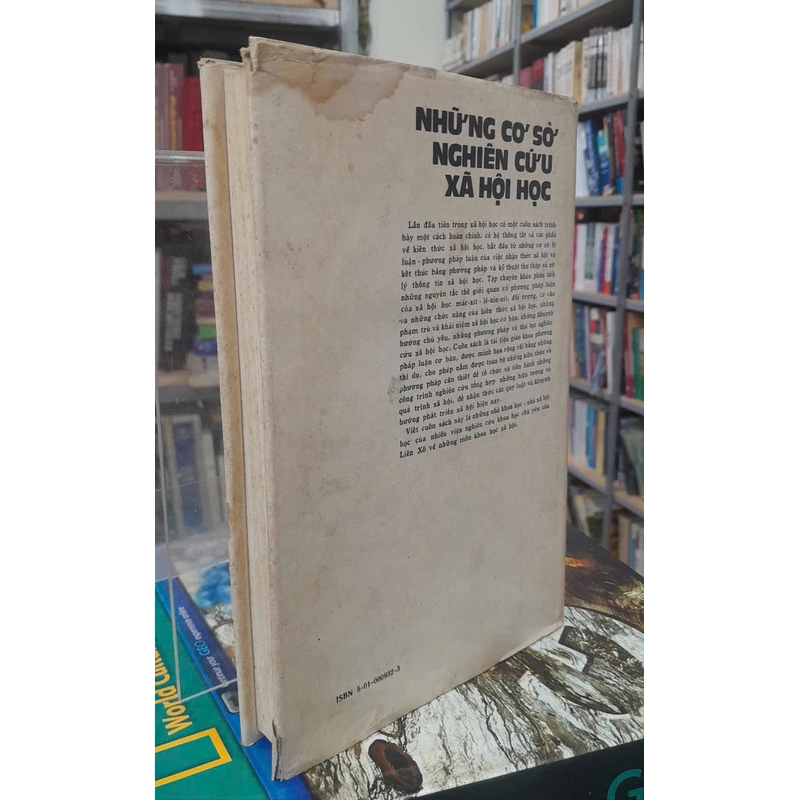 NHỮNG CƠ SỞ
NGHIÊN CỨU
XÃ HỘI HỌC
Lần đầu tiên trong xã hội học có một cuốn sách trình
bày một cách hoàn chỉnh, có hệ thống tất cả các phần
về kiến thức xã hội học, bắt đầu từ những cơ sở lý
luận - phương pháp luận của việc nhận thức xã hội và
kết thúc bằng phương pháp và kỹ thuật thu thập và xử
lý thông tin xã hội học. Tập chuyên khảo phân tích
những nguyên tắc thế giới quan và phương pháp luận
của xã hội học mác-xít - lê-nin-nít, đối tượng, cơ cấu
và những chức năng của kiến thức xã hội học, những
phạm trù và khái niệm xã hội học cơ bản, những khuynh
hướng chủ yếu, những phương pháp và thủ tục nghiên
cứu xã hội học. Cuốn sách là tài liệu giáo khoa phương
pháp luận cơ bản, được minh họa rộng rãi bằng những
thí dụ, cho phép nắm được toàn bộ những kiến thức và
phương pháp cần thiết để tổ chức và tiến hành những
công trình nghiên cứu tổng hợp những hiện tượng và
quá trình xã hội, để nhận thức các quy luật và khuynh
hướng phát triển xã hội hiện nay.
Viết cuốn sách này là những nhà khoa học - nhà xã hội
học của nhiều viện nghiên cứu khoa học chủ yếu của
Liên Xô về những môn khoa học xã hội.
ISBN 5-01-000932-3
Continue your GEO experience online
World
G